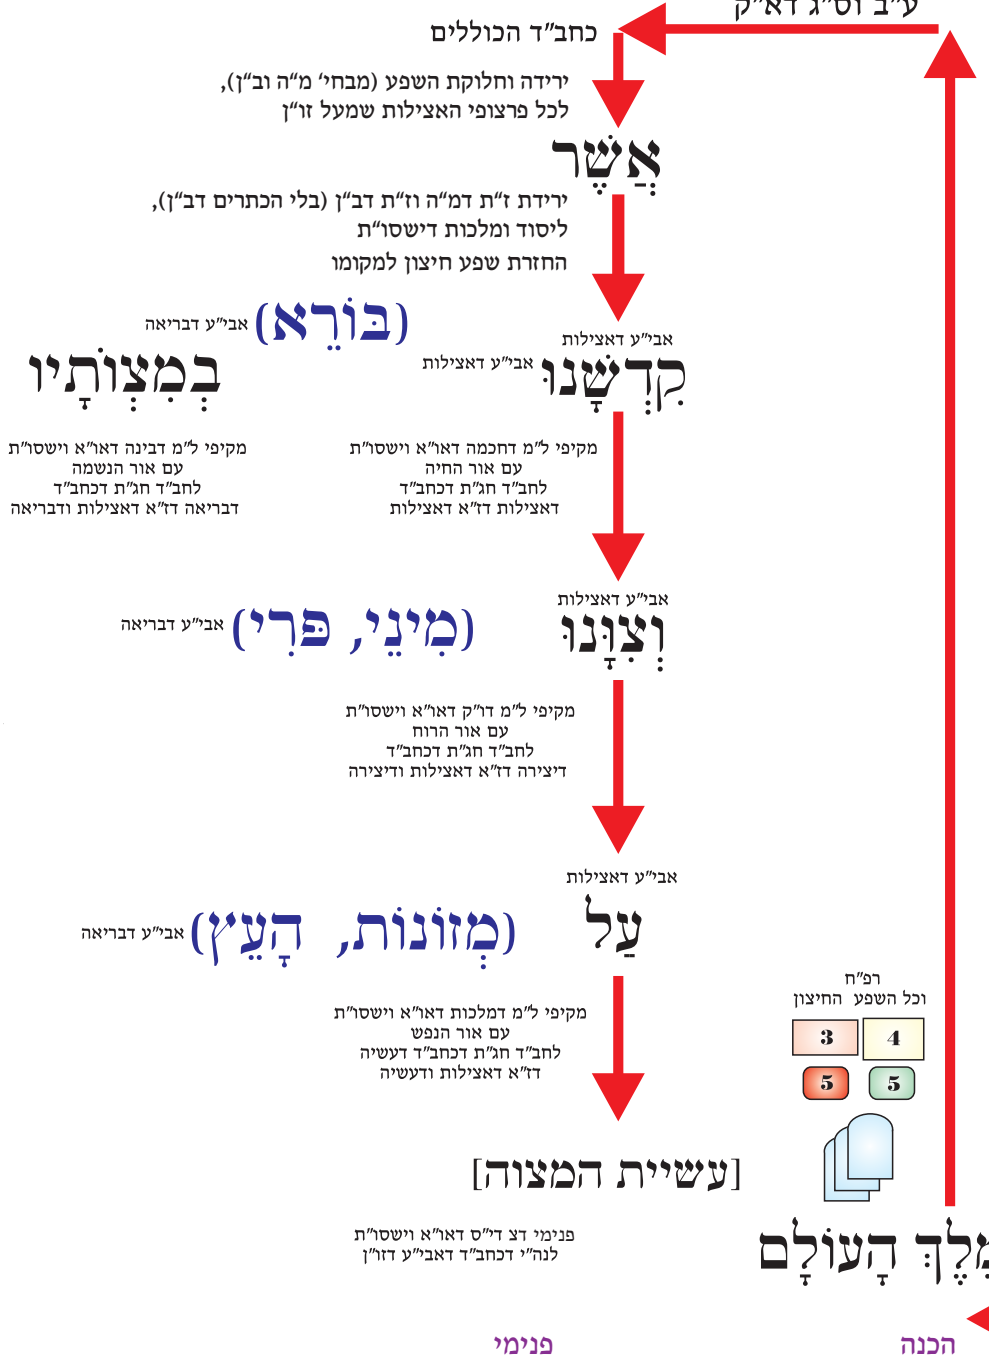 ע״ב וס״ג דא״ק
כחב״ד הכוללים
ירידה וחלוקת השפע (מבחי׳ מ״ה וב״ן),
לכל פרצופי האצילות שמעל זו״ן
אֲשֶׁר
ירידת ז״ת דמ״ה וז״ת דב״ן (בלי הכתרים דב״ן),
ליסוד ומלכות דישסו״ת
החזרת שפע חיצון למקומו
(בּוֹרֵא) אבי״ע דבריאה
אבי״ע דאצילות
קִדְּשָׁנוּ אבי״ע דאצילות
בְּמִצְוֹתָיו
מקיפי ל״מ דחכמה דאו״א וישסו״ת
עם אור החיה
לחב״ד חג״ת דכחב״ד
דאצילות דז״א דאצילות
מקיפי ל״מ דבינה דאו״א וישסו״ת
עם אור הנשמה
לחב״ד חג״ת דכחב״ד
דבריאה דז״א דאצילות ודבריאה
אבי״ע דאצילות
וְצִוָּנוּ
(מִינֵי, פְּרִי) אבי״ע דבריאה
מקיפי ל״מ דו״ק דאו״א וישסו״ת
עם אור הרוח
לחב״ד חג״ת דכחב״ד
דיצירה דז״א דאצילות ודיצירה
אבי״ע דאצילות
עַל
(מְזוֹנוֹת, הָעֵץ) אבי״ע דבריאה
רפ״ח
וכל השפע החיצון
4 3
5 5
מקיפי ל״מ דמלכות דאו״א וישסו״ת
עם אור הנפש
לחב״ד חג״ת דכחב״ד דעשיה
דז״א דאצילות ודעשיה
[עשיית המצוה]
מֶלֶךְ הָעוֹלָם
פנימי דצ די״ס דאו״א וישסו״ת
לנה״י דכחב״ד דאבי״ע דזו״ן
הכנה
פנימי